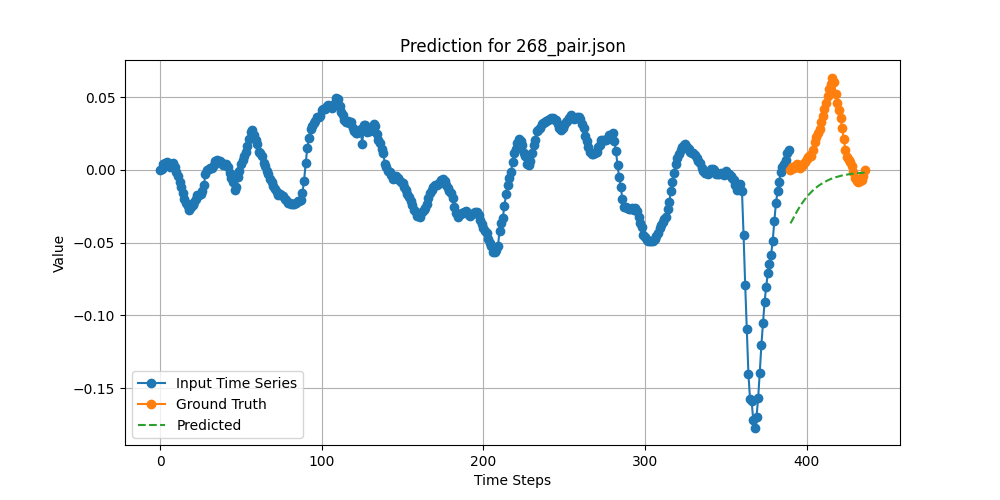 Prediction for 268_pair.json
Value
0.05
0.00
−0.05
−0.10
−0.15
Input Time Series
Ground Truth
Predicted
0
100
200
300
400
Time Steps